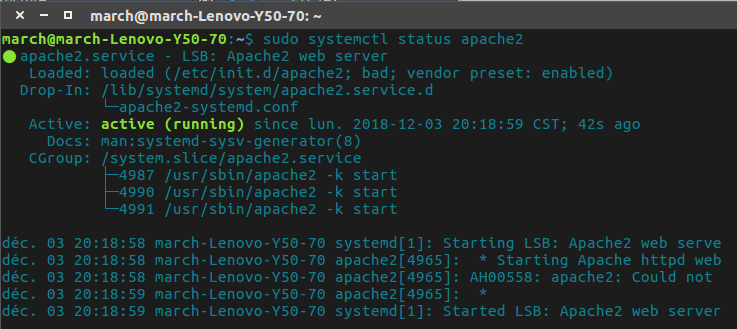 march@march-Lenovo-Y50-70: ~
march@march-Lenovo-Y50-70:~$ sudo systemctl status apache2
● apache2.service - LSB: Apache2 web server
   Loaded: loaded (/etc/init.d/apache2; bad; vendor preset: enabled)
  Drop-In: /lib/systemd/system/apache2.service.d
           └─apache2-systemd.conf
   Active: active (running) since lun. 2018-12-03 20:18:59 CST; 42s ago
     Docs: man:systemd-sysv-generator(8)
   CGroup: /system.slice/apache2.service
           ├─4987 /usr/sbin/apache2 -k start
           ├─4990 /usr/sbin/apache2 -k start
           └─4991 /usr/sbin/apache2 -k start
déc. 03 20:18:58 march-Lenovo-Y50-70 systemd[1]: Starting LSB: Apache2 web serve
déc. 03 20:18:58 march-Lenovo-Y50-70 apache2[4965]:  * Starting Apache httpd web
déc. 03 20:18:58 march-Lenovo-Y50-70 apache2[4965]: AH00558: apache2: Could not
déc. 03 20:18:59 march-Lenovo-Y50-70 apache2[4965]:  *
déc. 03 20:18:59 march-Lenovo-Y50-70 systemd[1]: Started LSB: Apache2 web server